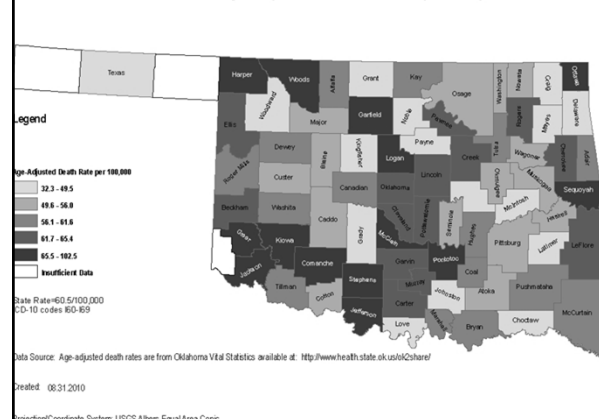 Texas
Harper
Woods
Alfalfa
Grant
Kay
Osage
Washington
Nowata
Craig
Ottawa
Ellis
Woodward
Major
Garfield
Noble
Pawnee
Rogers
Mayes
Delaware
Dewey
Blaine
Kingfisher
Logan
Payne
Creek
Tulsa
Wagoner
Cherokee
Adair
Roger Mills
Custer
Canadian
Oklahoma
Lincoln
Okmulgee
Muskogee
Sequoyah
Beckham
Washita
Caddo
Grady
Cleveland
McClain
Pottawatomie
Seminole
Hughes
McIntosh
Haskell
Pittsburg
Latimer
LeFlore
Greer
Kiowa
Jackson
Comanche
Tillman
Cotton
Stephens
Jefferson
Garvin
Murray
Carter
Love
Pontotoc
Coal
Johnston
Marshall
Atoka
Bryan
Pushmataha
Choctaw
McCurtain
Legend
Age-Adjusted Death Rate per 100,000
32.3 - 49.5
49.6 - 56.0
56.1 - 61.6
61.7 - 65.4
65.5 - 102.5
Insufficient Data
State Rate=60.5/100,000
ICD-10 codes I60-I69
Data Source: Age-adjusted death rates are from Oklahoma Vital Statistics available at: http://www.health.state.ok.us/ok2share/
Created: 08.31.2010
Projection/Coordinate System: USGS Albers Equal Area Conic